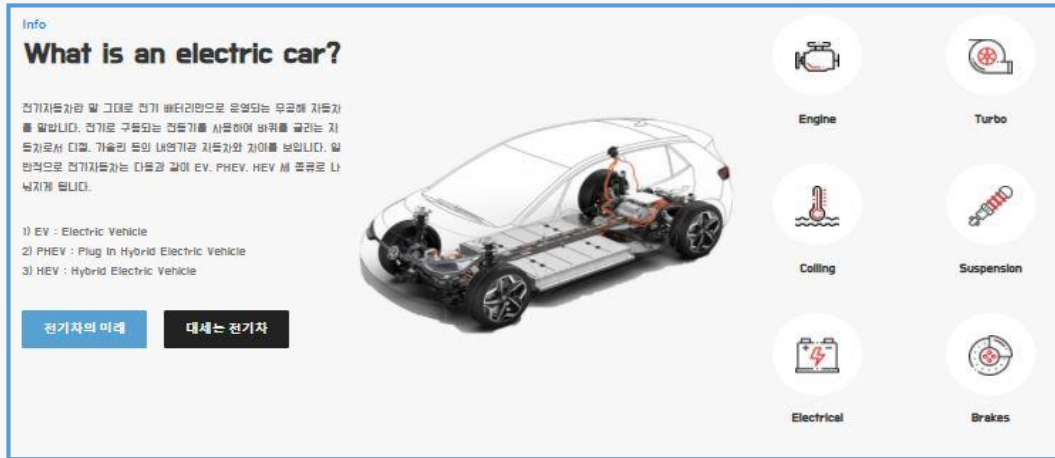 Info
What is an electric car?
전기자동차란 말 그대로 전기 배터리만으로 운영되는 무공해 자동차
를 말합니다. 전기로 구동되는 전동기를 사용하여 바퀴를 굴리는 자
동차로서 디젤, 가솔린 등의 내연기관 자동차와 차이를 보입니다. 일
반적으로 전기자동차는 다음과 같이 EV, PHEV, HEV 세 종류로 나
눠지게 됩니다.
1) EV : Electric Vehicle
2) PHEV : Plug In Hybrid Electric Vehicle
3) HEV : Hybrid Electric Vehicle
전기차의 미래
대세는 전기차
Engine
Turbo
Colling
Suspension
Electrical
Brakes